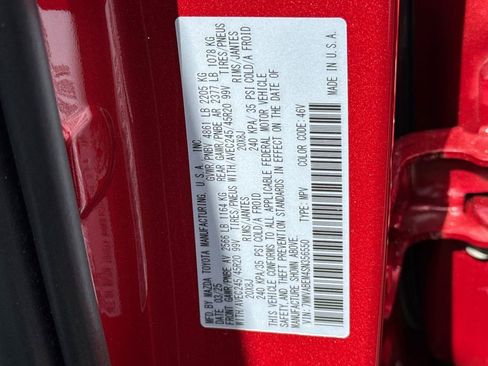 MFD. BY MAZDA TOYOTA MANUFACTURING, U.S.A., INC.
DATE 03/25 GVWR/PNBV 4861 LB 2205 KG
FRONT GAWR/PNBE AV 2566 LB 1164 KG REAR GAWR/PNBE AR 2377 LB 1078 KG
WITH/AVEC245/45R20 99V TIRES/PNEUS WITH/AVEC245/45R20 99V TIRES/PNEUS
20X8J RIMS/JANTES 20X8J RIMS/JANTES
240 KPA/35 PSI COLD/A FROID 240 KPA/ 35 PSI COLD/A FROID
THIS VEHICLE CONFORMS TO ALL APPLICABLE FEDERAL MOTOR VEHICLE
SAFETY AND THEFT PREVENTION STANDARDS IN EFFECT ON THE DATE OF
MANUFACTURE SHOWN ABOVE.
TYPE: MPV COLOR CODE: 46V
MADE IN U.S.A.